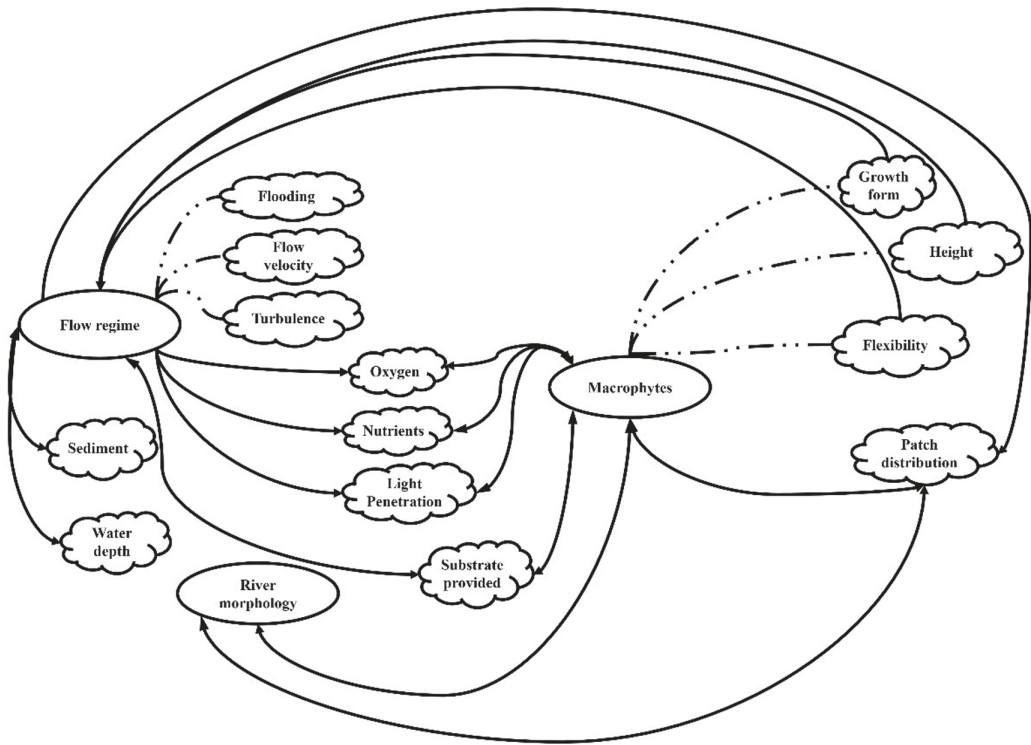 Growth
form
Flooding
Flow
velocity
Height
Turbulence
Flow regime
Flexibility
Oxygen
Macrophytes
Nutrients
Sediment
Patch
distribution
Light
Penetration
Water
depth
Substrate
provided
River
morphology